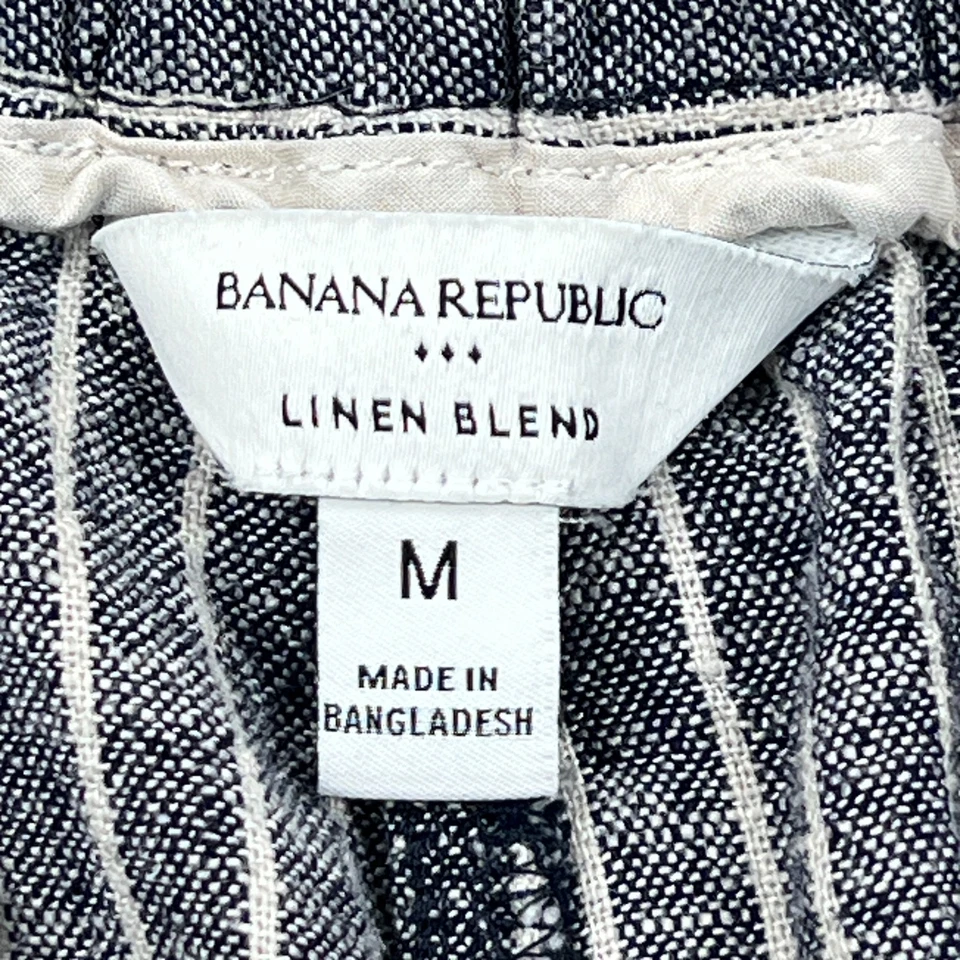 BANANA REPUBLIC
LINEN BLEND
M
MADE IN
BANGLADESH